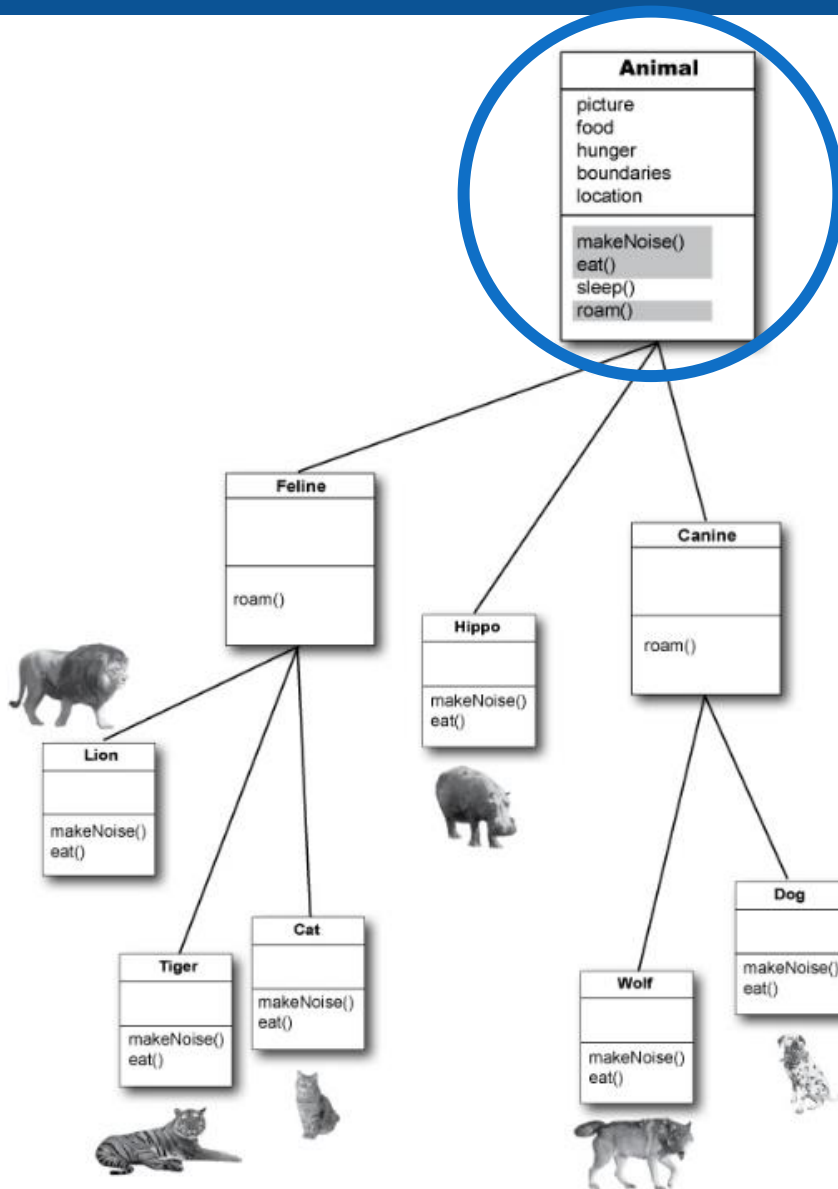 Animal
picture
food
hunger
boundaries
location
makeNoise()
eat()
sleep()
roam()
Feline
roam()
Canine
roam()
Hippo
makeNoise()
eat()
Lion
makeNoise()
eat()
Dog
makeNoise()
eat()
Cat
makeNoise()
eat()
Tiger
makeNoise()
eat()
Wolf
makeNoise()
eat()